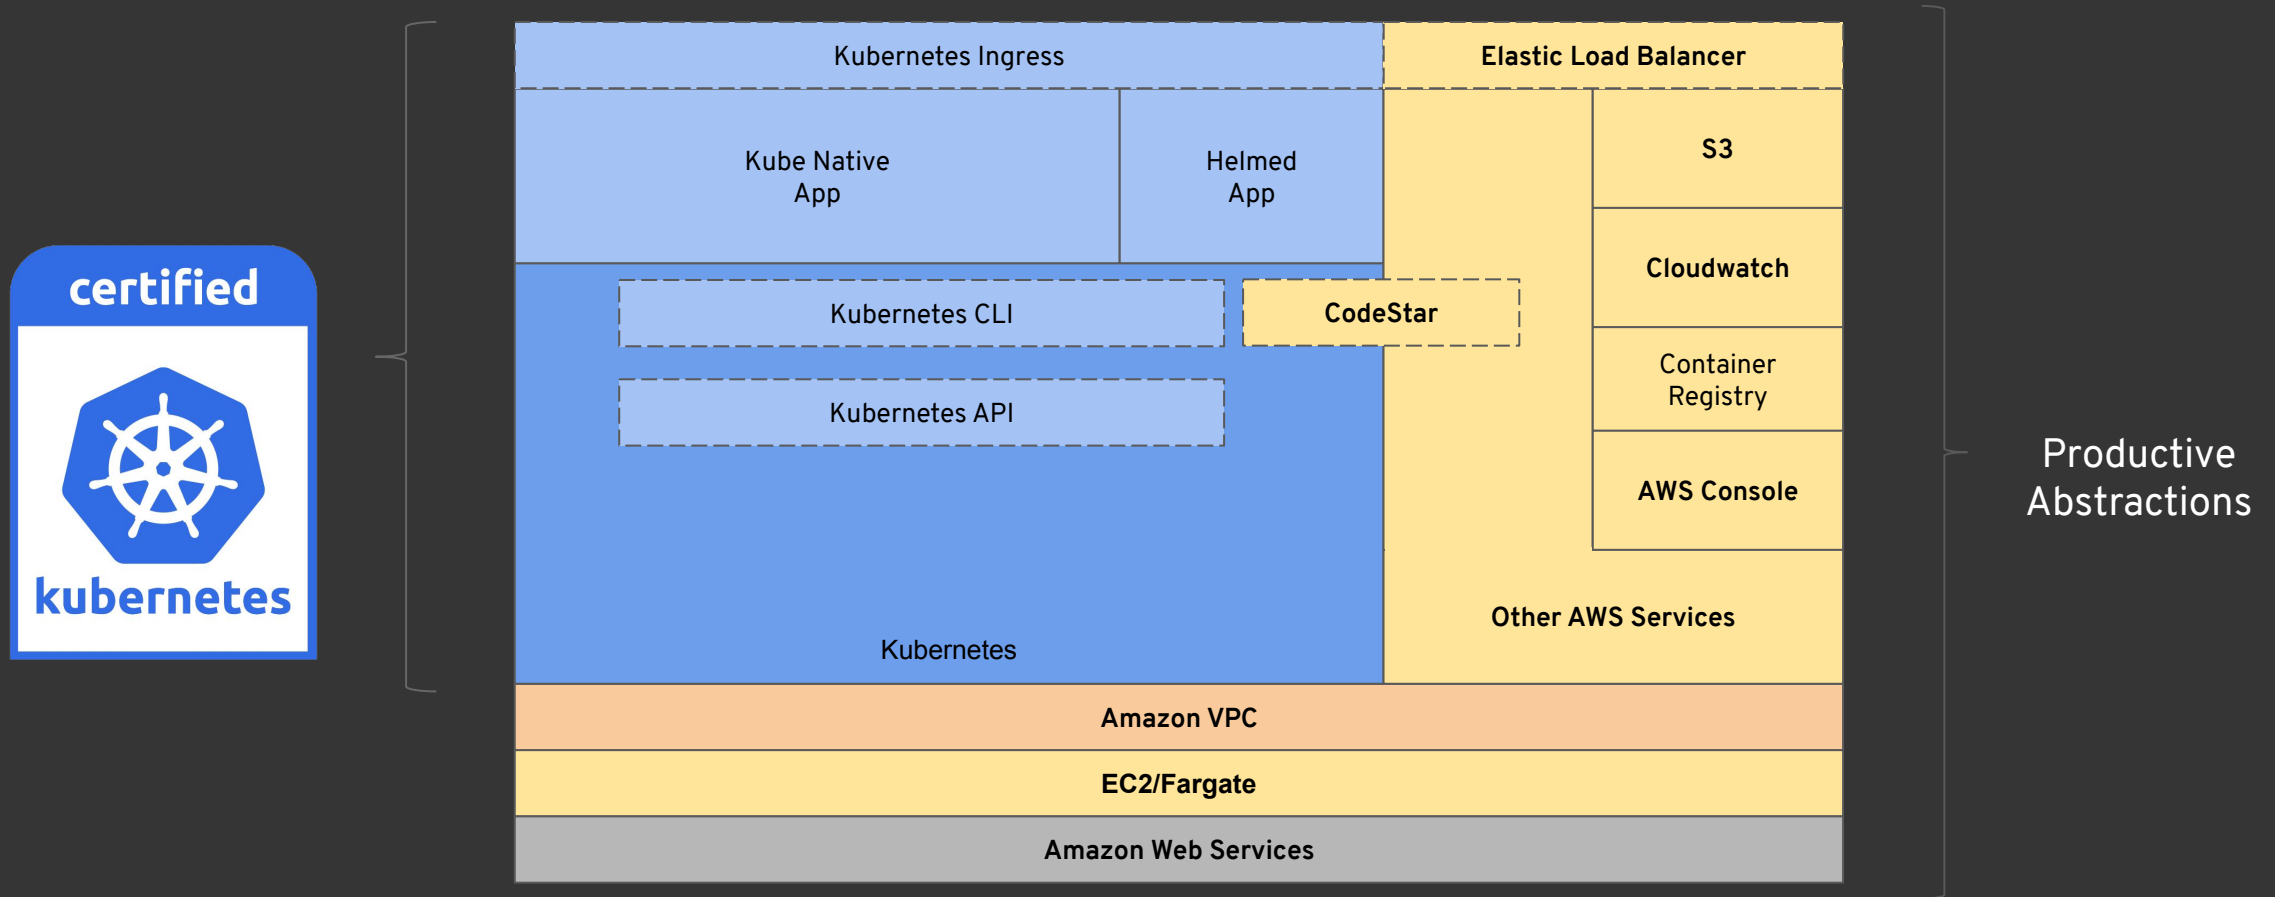 certified
kubernetes
Kubernetes Ingress
Elastic Load Balancer
Kube Native
App
Helmed
App
S3
Cloudwatch
Kubernetes CLI
CodeStar
Container
Registry
Kubernetes API
AWS Console
Other AWS Services
Kubernetes
Amazon VPC
EC2/Fargate
Amazon Web Services
Productive
Abstractions